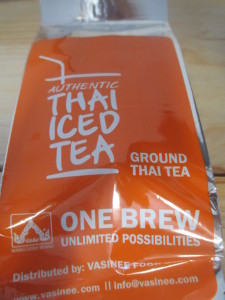 AUTHENTIC
THAI
ICED
TEA
GROUND
THAI TEA
ONE BREW
UNLIMITED POSSIBILITIES
Distributed by: VASINEE FOOD
www.vasinee.com || info@vasinee.com